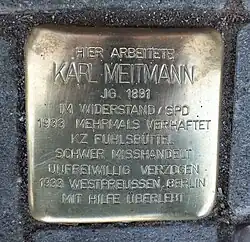 HIER ARBEITETE
KARL MEITMANN
JG. 1891
IM WIDERSTAND/SPD
1933 MEHRMALS VERHAFTET
KZ FUHLSBÜTTEL
SCHWER MISSHANDELT
UNFREIWILLIG VERZOGEN
1933 WESTPREUSSEN, BERLIN
MIT HILFE ÜBERLEBT